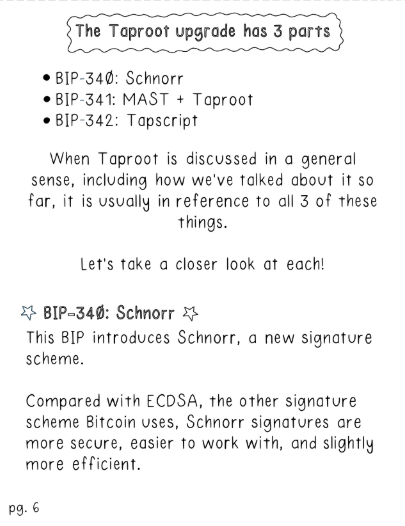 The Taproot upgrade has 3 parts
• BIP-340: Schnorr
• BIP-341: MAST + Taproot
• BIP-342: Tapscript
When Taproot is discussed in a general
sense, including how we've talked about it so
far, it is usually in reference to all 3 of these
things.
Let's take a closer look at each!
☆ BIP-340: Schnorr ☆
This BIP introduces Schnorr, a new signature
scheme.
Compared with ECDSA, the other signature
scheme Bitcoin uses, Schnorr signatures are
more secure, easier to work with, and slightly
more efficient.
pg. 6